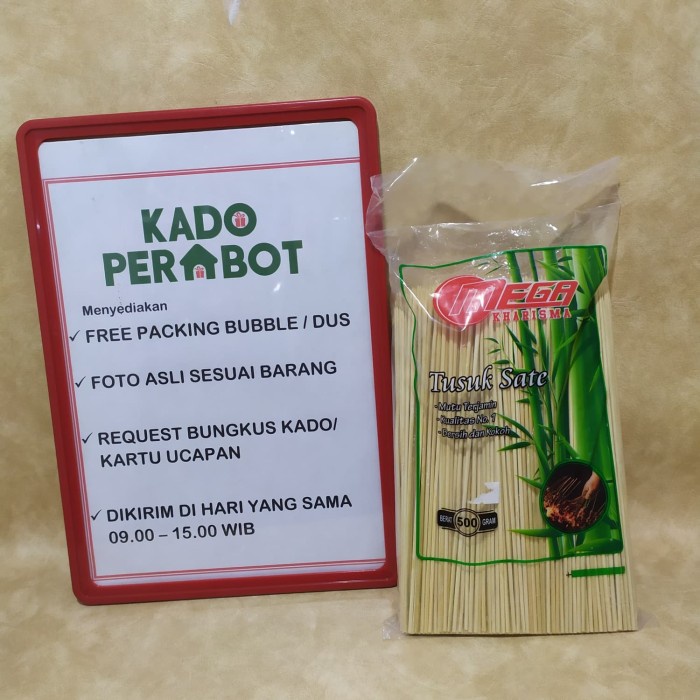 KADO
PERABOT
Menyediakan
✓ FREE PACKING BUBBLE / DUS
✓ FOTO ASLI SESUAI BARANG
✓ REQUEST BUNGKUS KADO/
KARTU UCAPAN
✓ DIKIRIM DI HARI YANG SAMA
09.00 – 15.00 WIB
MEGA
KHARISMA
Tusuk Sate
- Mutu Terjamin
- Kualitas No. 1
- Bersih dan Kokoh
BERAT 500 GRAM